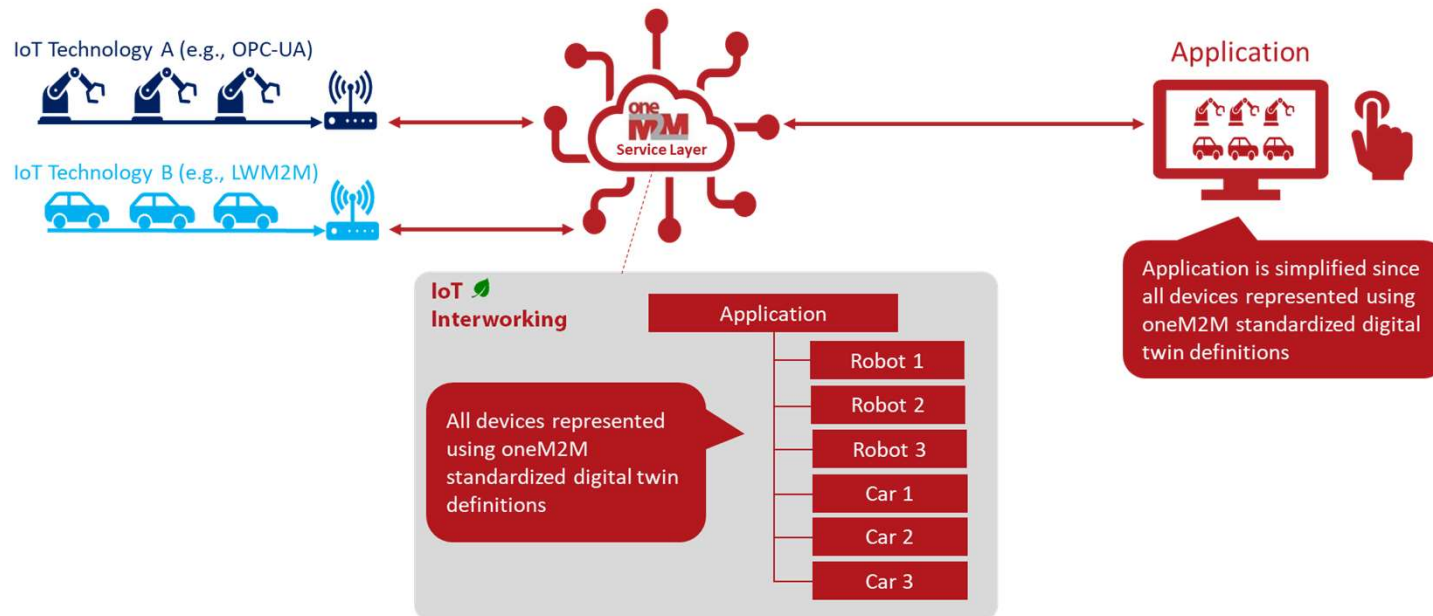 IoT Technology A (e.g., OPC-UA)
IoT Technology B (e.g., LWM2M)
one
M2M
Service Layer
Application
Application is simplified since
all devices represented using
oneM2M standardized digital
twin definitions
IoT
Interworking
Application
Robot 1
Robot 2
Robot 3
Car 1
Car 2
Car 3
All devices represented
using oneM2M
standardized digital twin
definitions